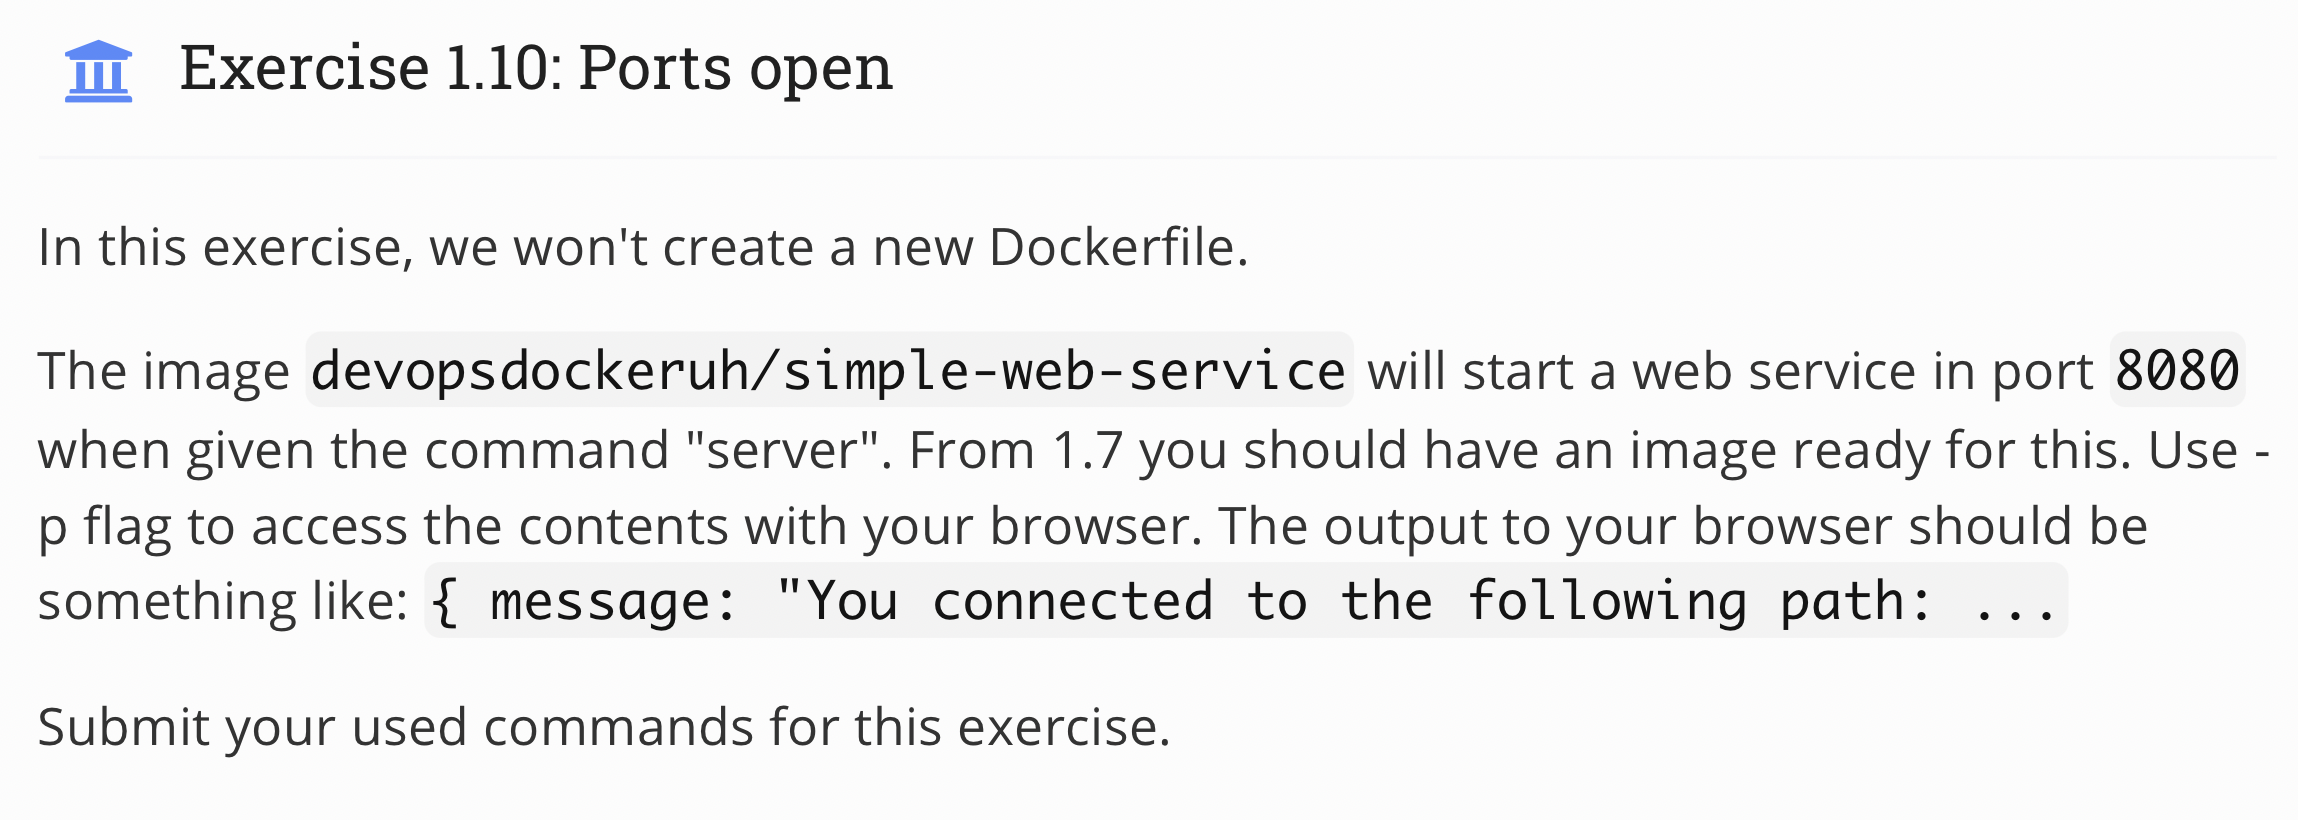 Exercise 1.10: Ports open
In this exercise, we won't create a new Dockerfile.
The image devopsdockeruh/simple-web-service will start a web service in port 8080
when given the command "server". From 1.7 you should have an image ready for this. Use -
p flag to access the contents with your browser. The output to your browser should be
something like: { message: "You connected to the following path: ...
Submit your used commands for this exercise.